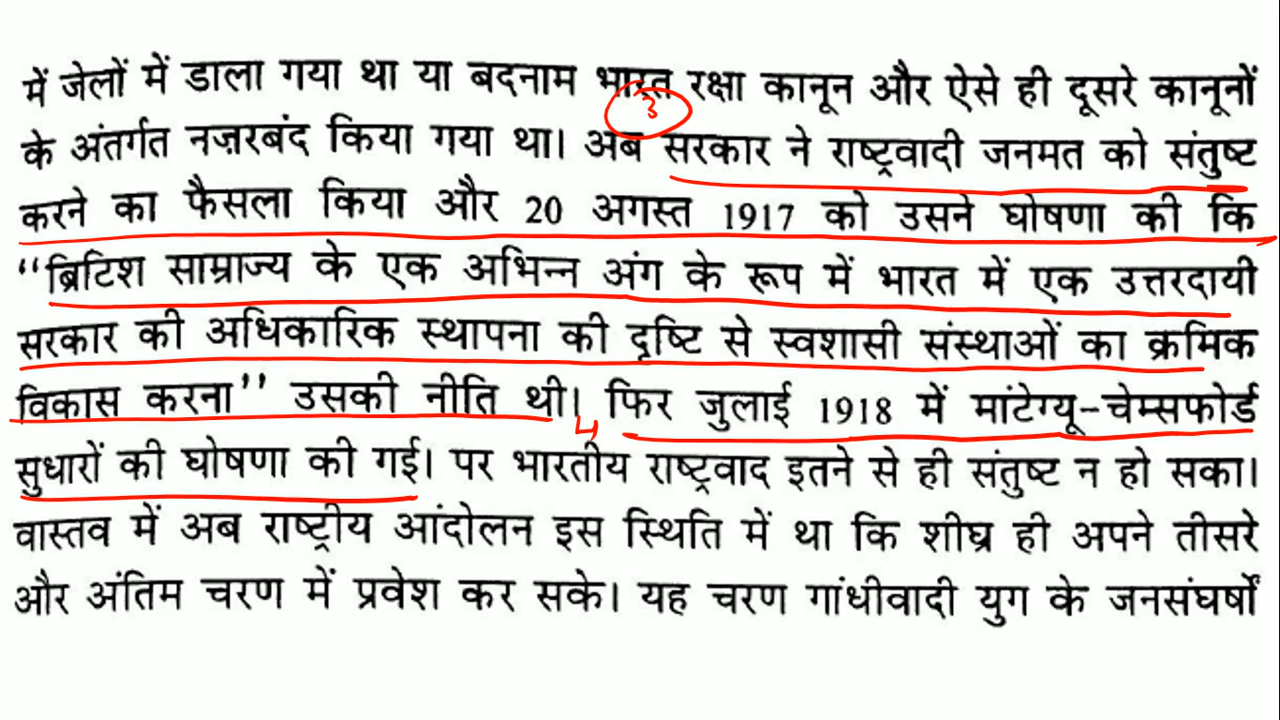 में जेलों में डाला गया था या बदनाम भारत रक्षा कानून और ऐसे ही दूसरे कानूनों
3
के अंतर्गत नज़रबंद किया गया था। अब सरकार ने राष्ट्रवादी जनमत को संतुष्ट
करने का फैसला किया और 20 अगस्त 1917 को उसने घोषणा की कि
“ब्रिटिश साम्राज्य के एक अभिन्न अंग के रूप में भारत में एक उत्तरदायी
सरकार की अधिकारिक स्थापना की दृष्टि से स्वशासी संस्थाओं का क्रमिक
विकास करना” उसकी नीति थी। फिर जुलाई 1918 में मांटेग्यू-चेम्सफोर्ड
4
सुधारों की घोषणा की गई। पर भारतीय राष्ट्रवाद इतने से ही संतुष्ट न हो सका।
वास्तव में अब राष्ट्रीय आंदोलन इस स्थिति में था कि शीघ्र ही अपने तीसरे
और अंतिम चरण में प्रवेश कर सके। यह चरण गांधीवादी युग के जनसंघर्षों